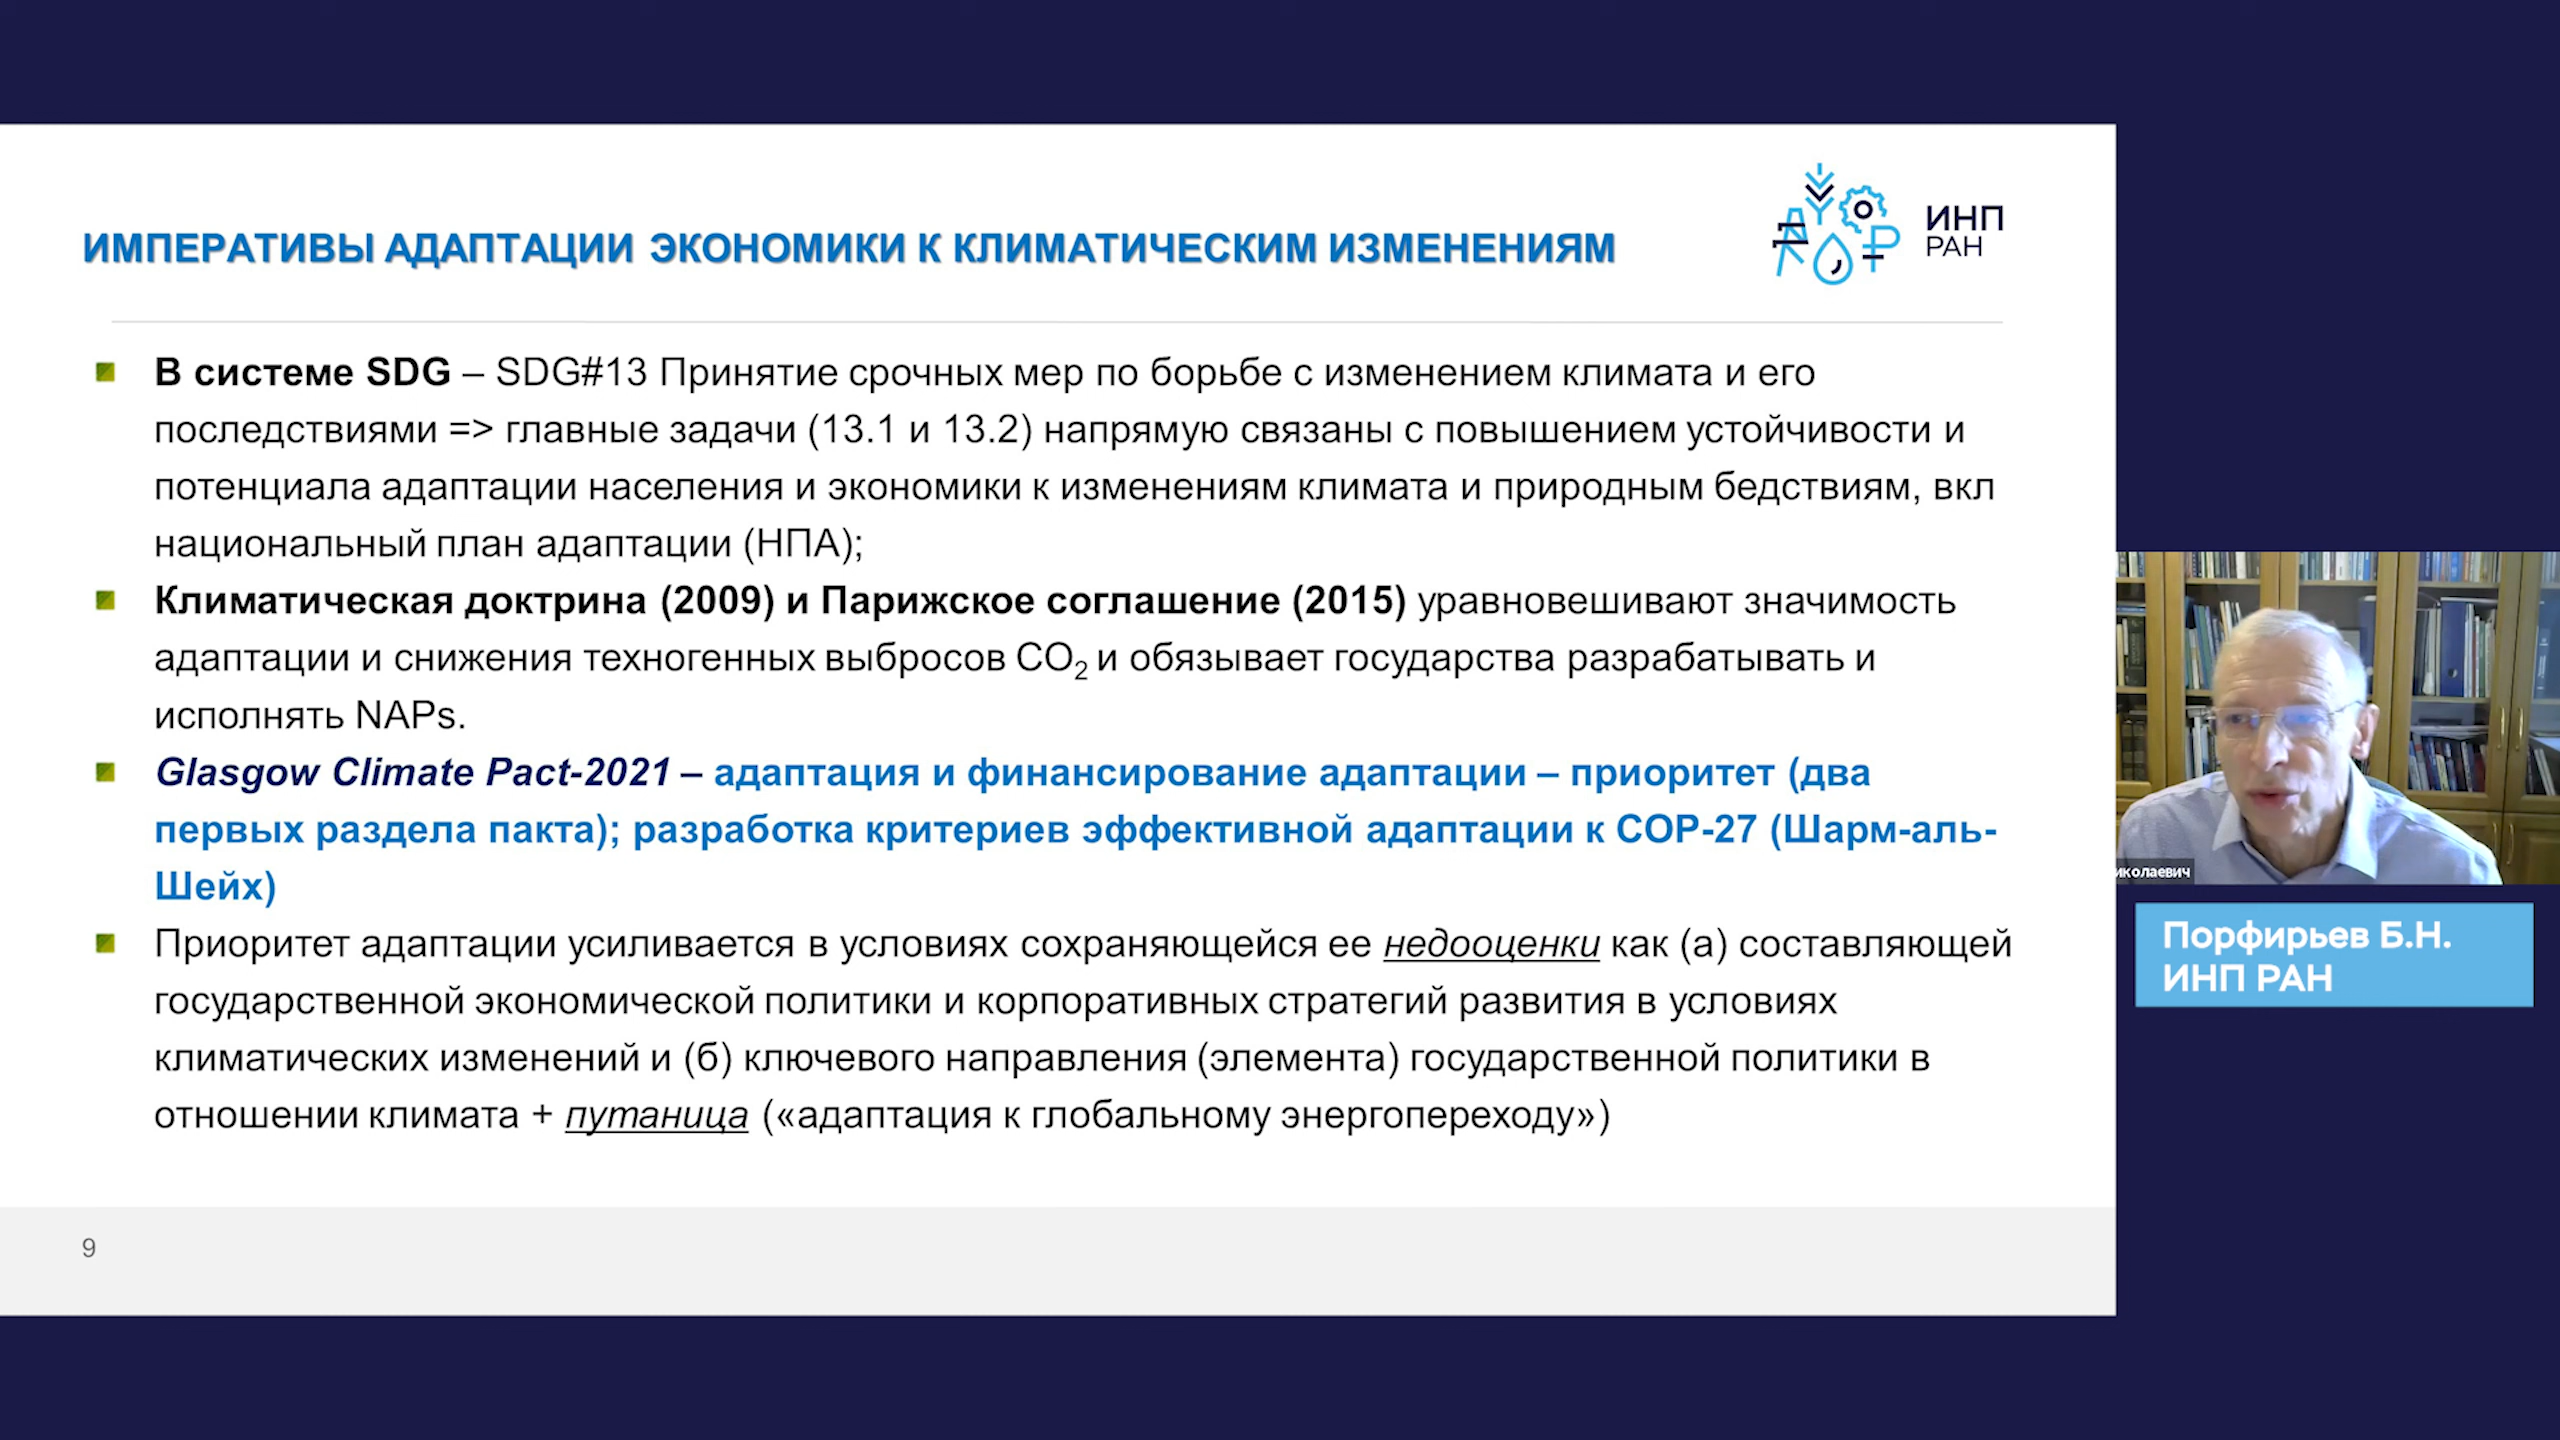 ИМПЕРАТИВЫ АДАПТАЦИИ ЭКОНОМИКИ К КЛИМАТИЧЕСКИМ ИЗМЕНЕНИЯМ
ИНП
РАН
В системе SDG – SDG#13 Принятие срочных мер по борьбе с изменением климата и его
последствиями => главные задачи (13.1 и 13.2) напрямую связаны с повышением устойчивости и
потенциала адаптации населения и экономики к изменениям климата и природным бедствиям, вкл
национальный план адаптации (НПА);
Климатическая доктрина (2009) и Парижское соглашение (2015) уравновешивают значимость
адаптации и снижения техногенных выбросов CO₂ и обязывает государства разрабатывать и
исполнять NAPs.
Glasgow Climate Pact-2021 – адаптация и финансирование адаптации – приоритет (два
первых раздела пакта); разработка критериев эффективной адаптации к COP-27 (Шарм-аль-
Шейх)
Приоритет адаптации усиливается в условиях сохраняющейся ее недооценки как (а) составляющей
государственной экономической политики и корпоративных стратегий развития в условиях
климатических изменений и (б) ключевого направления (элемента) государственной политики в
отношении климата + путаница («адаптация к глобальному энергопереходу»)
9
иколаевич
Порфирьев Б.Н.
ИНП РАН